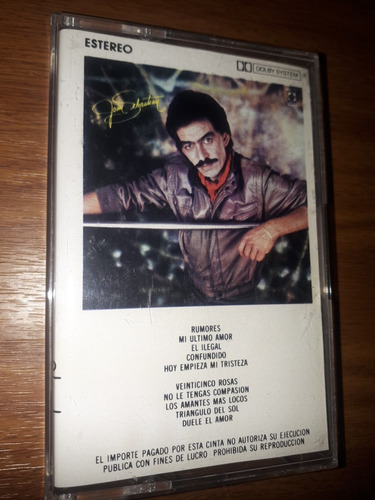 ESTEREO
DOLBY SYSTEM
Joan Sebastian
RUMORES
MI ULTIMO AMOR
EL ILEGAL
CONFUNDIDO
HOY EMPIEZA MI TRISTEZA
VEINTICINCO ROSAS
NO LE TENGAS COMPASION
LOS AMANTES MAS LOCOS
TRIANGULO DEL SOL
DUELE EL AMOR
EL IMPORTE PAGADO POR ESTA CINTA NO AUTORIZA SU EJECUCION
PUBLICA CON FINES DE LUCRO PROHIBIDA SU REPRODUCCION